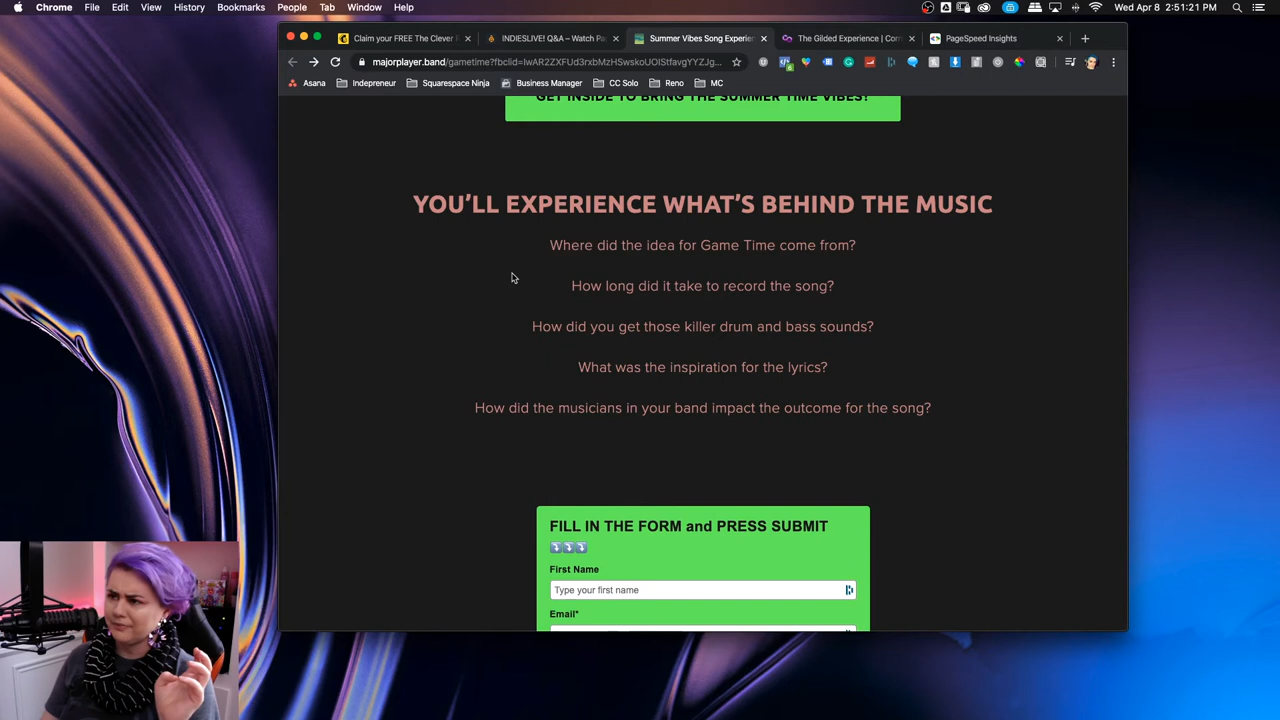 Chrome File Edit View History Bookmarks People Tab Window Help
Wed Apr 8 2:51:21 PM
Claim your FREE The Clever
INDIESLIVE! Q&A – Watch Pa
Summer Vibes Song Experien
The Gilded Experience | Com
PageSpeed Insights
majorplayer.band/gametime?fbclid=IwAR2ZXFUd3rxbMzHSwskoUOIStfavgYYZJg...
Asana Indepreneur Squarespace Ninja Business Manager CC Solo Reno MC
GET INSIDE TO BRING THE SUMMER TIME VIBES!
YOU’LL EXPERIENCE WHAT’S BEHIND THE MUSIC
Where did the idea for Game Time come from?
How long did it take to record the song?
How did you get those killer drum and bass sounds?
What was the inspiration for the lyrics?
How did the musicians in your band impact the outcome for the song?
FILL IN THE FORM and PRESS SUBMIT
First Name
Type your first name
Email*